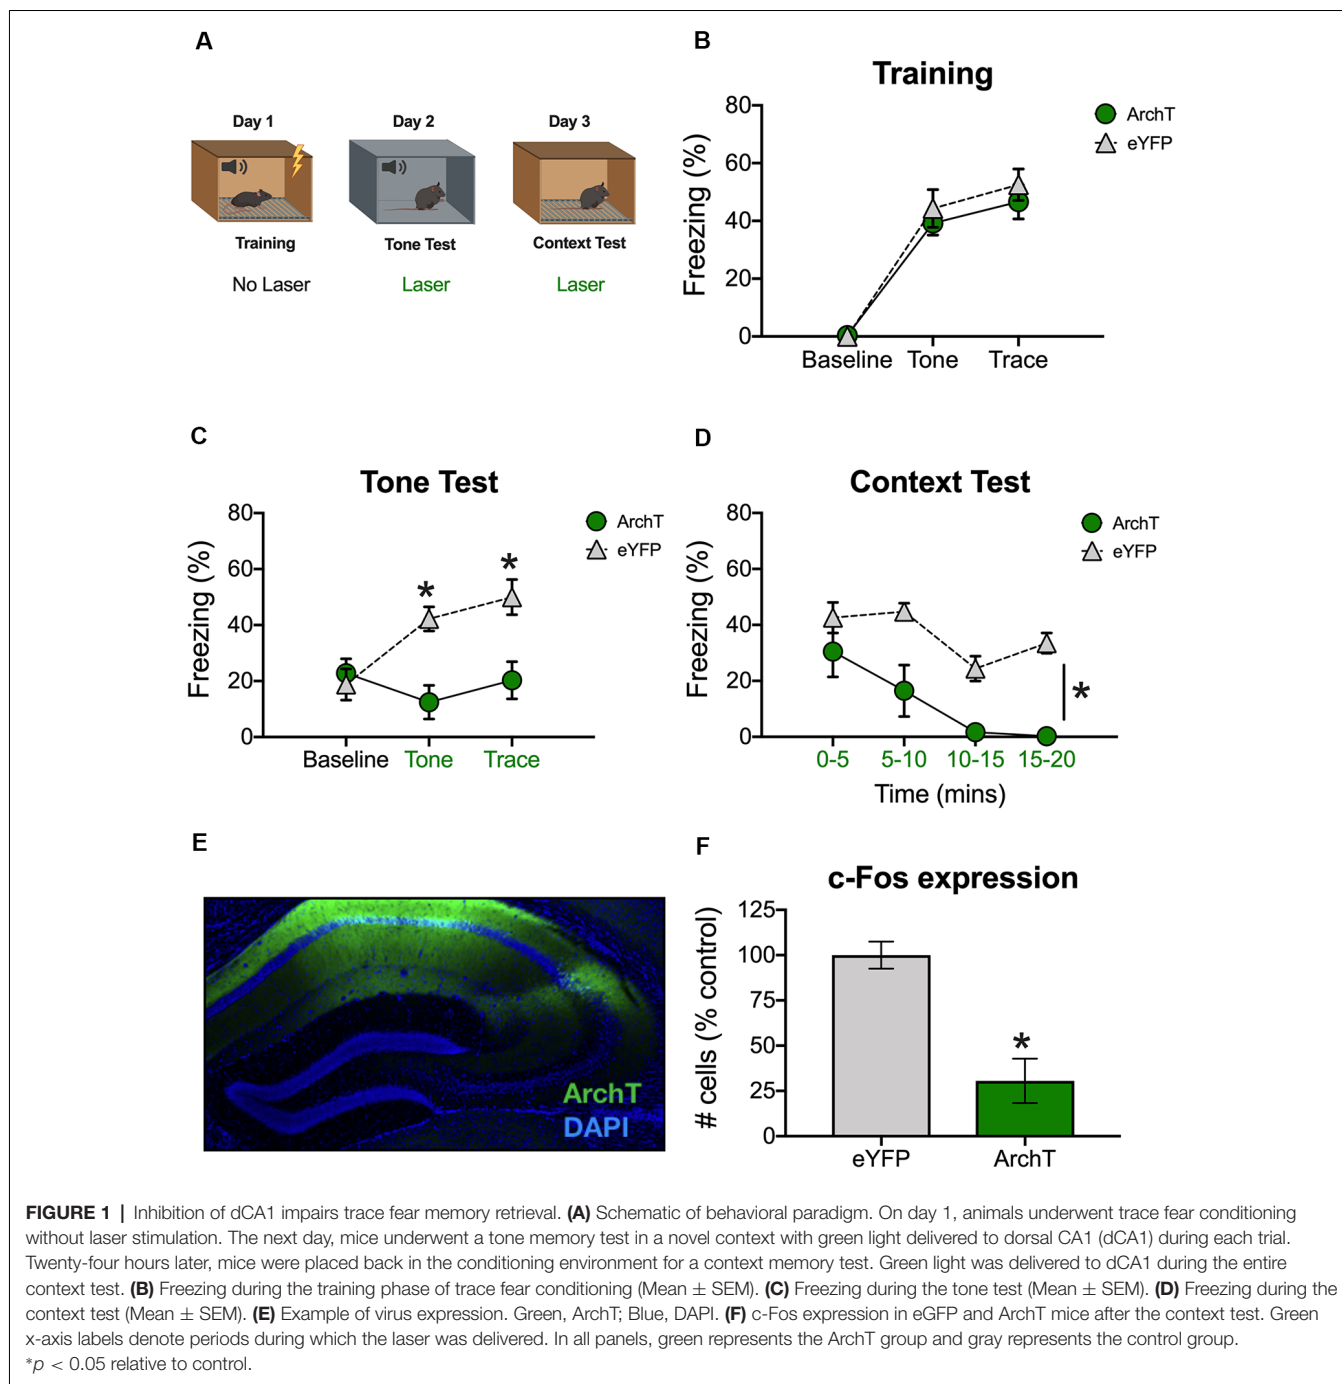 A
Day 1
Day 2
Day 3
Training
Tone Test
Context Test
No Laser
Laser
Laser
B
Training
80
60
40
20
0
Freezing (%)
Baseline
Tone
Trace
ArchT
eYFP
C
Tone Test
80
60
40
20
0
Freezing (%)
*
*
Baseline
Tone
Trace
ArchT
eYFP
D
Context Test
80
60
40
20
0
Freezing (%)
*
0-5
5-10
10-15
15-20
Time (mins)
ArchT
eYFP
E
ArchT
DAPI
F
c-Fos expression
125
100
75
50
25
0
# cells (% control)
*
eYFP
ArchT
FIGURE 1 | Inhibition of dCA1 impairs trace fear memory retrieval. (A) Schematic of behavioral paradigm. On day 1, animals underwent trace fear conditioning
without laser stimulation. The next day, mice underwent a tone memory test in a novel context with green light delivered to dorsal CA1 (dCA1) during each trial.
Twenty-four hours later, mice were placed back in the conditioning environment for a context memory test. Green light was delivered to dCA1 during the entire
context test. (B) Freezing during the training phase of trace fear conditioning (Mean ± SEM). (C) Freezing during the tone test (Mean ± SEM). (D) Freezing during the
context test (Mean ± SEM). (E) Example of virus expression. Green, ArchT; Blue, DAPI. (F) c-Fos expression in eGFP and ArchT mice after the context test. Green
x-axis labels denote periods during which the laser was delivered. In all panels, green represents the ArchT group and gray represents the control group.
*p < 0.05 relative to control.